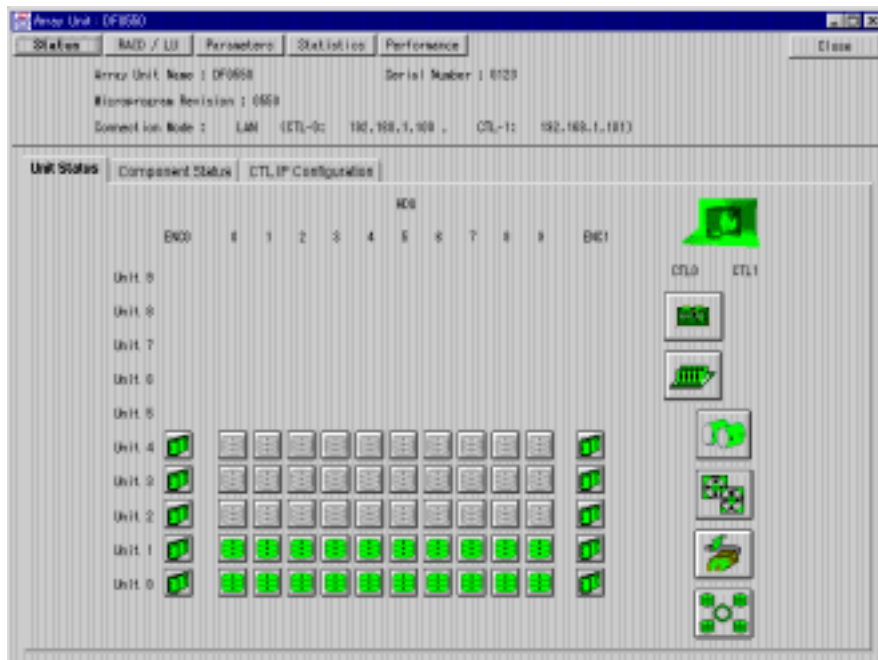 Array Unit : DF0550
Status RAID / LU Parameters Statistics Performance Close
Array Unit Name : DF0550 Serial Number : 0123
Microprogram Revision : 0550
Connection Mode : LAN (CTL-0: 192.168.1.100 , CTL-1: 192.168.1.101)
Unit Status Component Status CTL IP Configuration
HDU
ENC0 0 1 2 3 4 5 6 7 8 9 ENC1
CTL0 CTL1
Unit 9
Unit 8
Unit 7
Unit 6
Unit 5
Unit 4
Unit 3
Unit 2
Unit 1
Unit 0